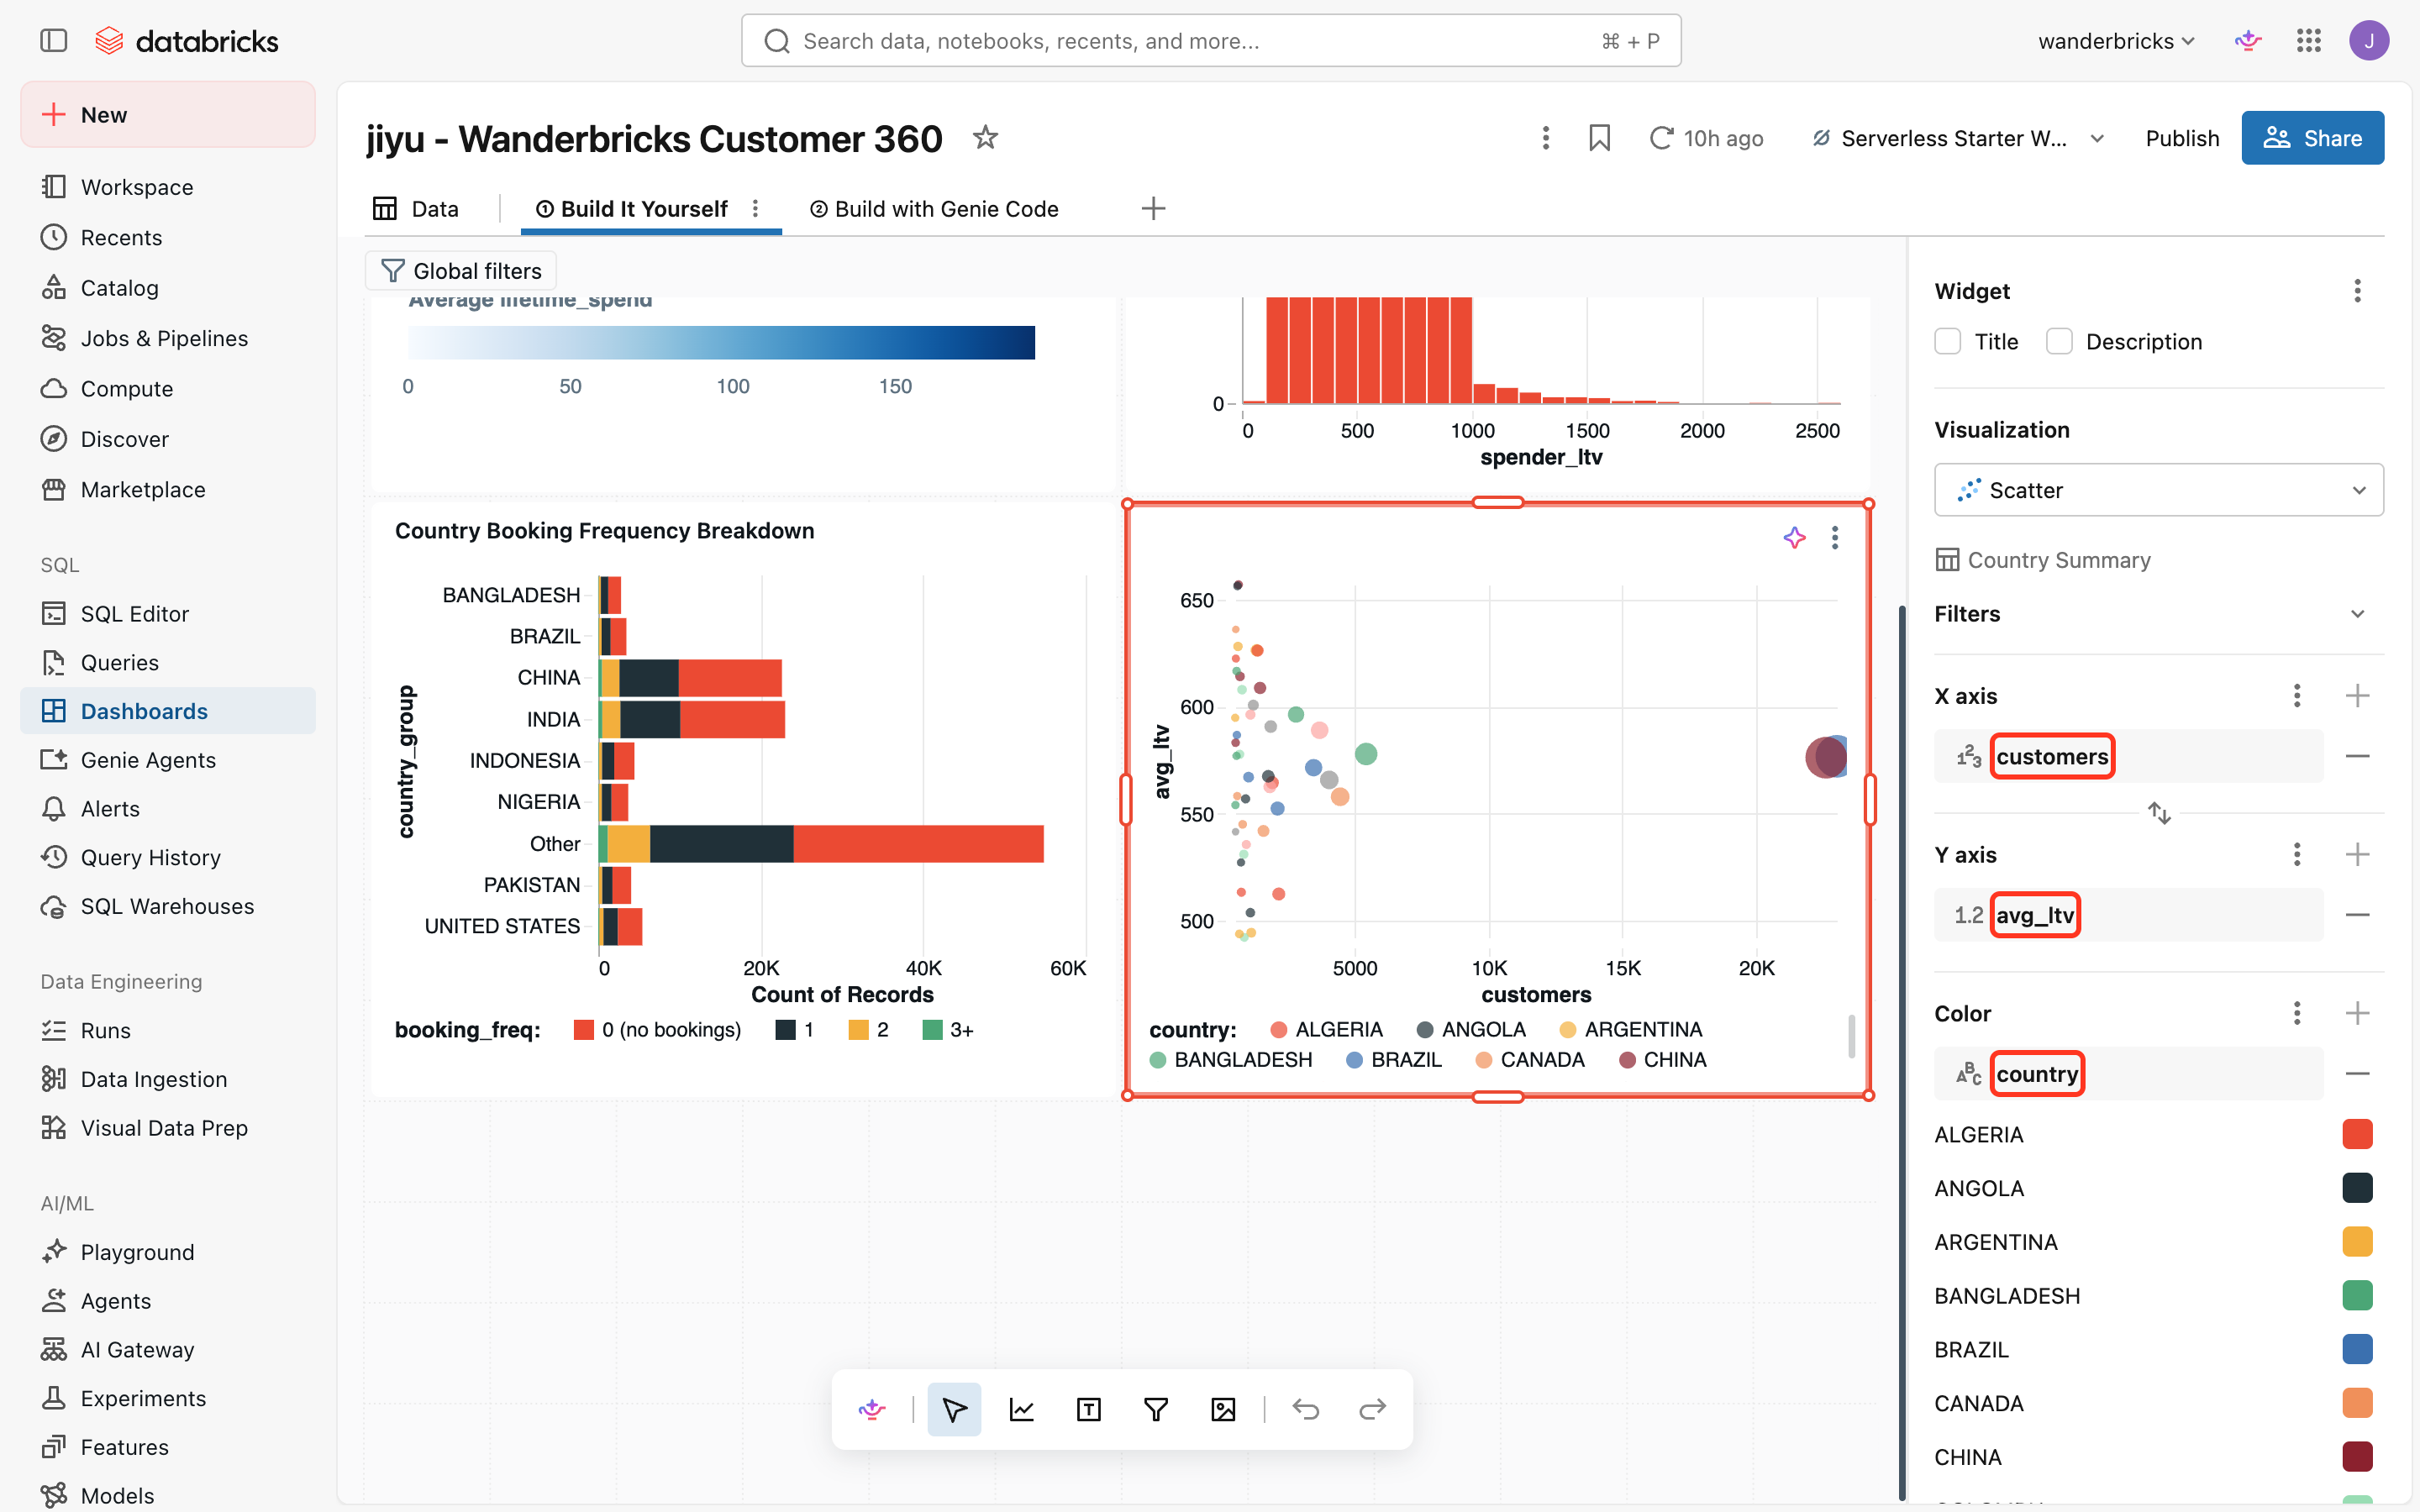 databricks
Search data, notebooks, recents, and more...
⌘ + P
wanderbricks
J
New
Workspace
Recents
Catalog
Jobs & Pipelines
Compute
Discover
Marketplace
SQL
SQL Editor
Queries
Dashboards
Genie Agents
Alerts
Query History
SQL Warehouses
Data Engineering
Runs
Data Ingestion
Visual Data Prep
AI/ML
Playground
Agents
AI Gateway
Experiments
Features
Models
jiyu - Wanderbricks Customer 360
10h ago
Serverless Starter W...
Publish
Share
Data
① Build It Yourself
② Build with Genie Code
Global filters
Average lifetime_spend
0 50 100 150
0
0 500 1000 1500 2000 2500
spender_ltv
Country Booking Frequency Breakdown
country_group
BANGLADESH
BRAZIL
CHINA
INDIA
INDONESIA
NIGERIA
Other
PAKISTAN
UNITED STATES
0 20K 40K 60K
Count of Records
booking_freq: 0 (no bookings) 1 2 3+
avg_ltv
650
600
550
500
5000 10K 15K 20K
customers
country: ALGERIA ANGOLA ARGENTINA
BANGLADESH BRAZIL CANADA CHINA
Widget
Title Description
Visualization
Scatter
Country Summary
Filters
X axis
123 customers
Y axis
1.2 avg_ltv
Color
ABC country
ALGERIA
ANGOLA
ARGENTINA
BANGLADESH
BRAZIL
CANADA
CHINA